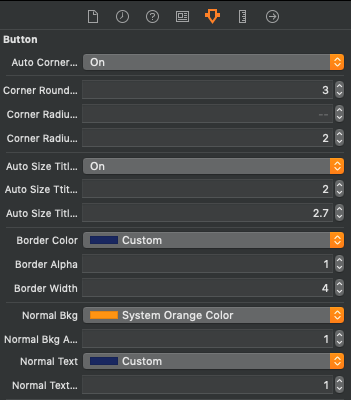 Button
Auto Corner... On
Corner Round... 3
Corner Radiu... --
Corner Radiu... 2
Auto Size Titl... On
Auto Size Ttit... 2
Auto Size Titl... 2.7
Border Color Custom
Border Alpha 1
Border Width 4
Normal Bkg System Orange Color
Normal Bkg A... 1
Normal Text Custom
Normal Text... 1